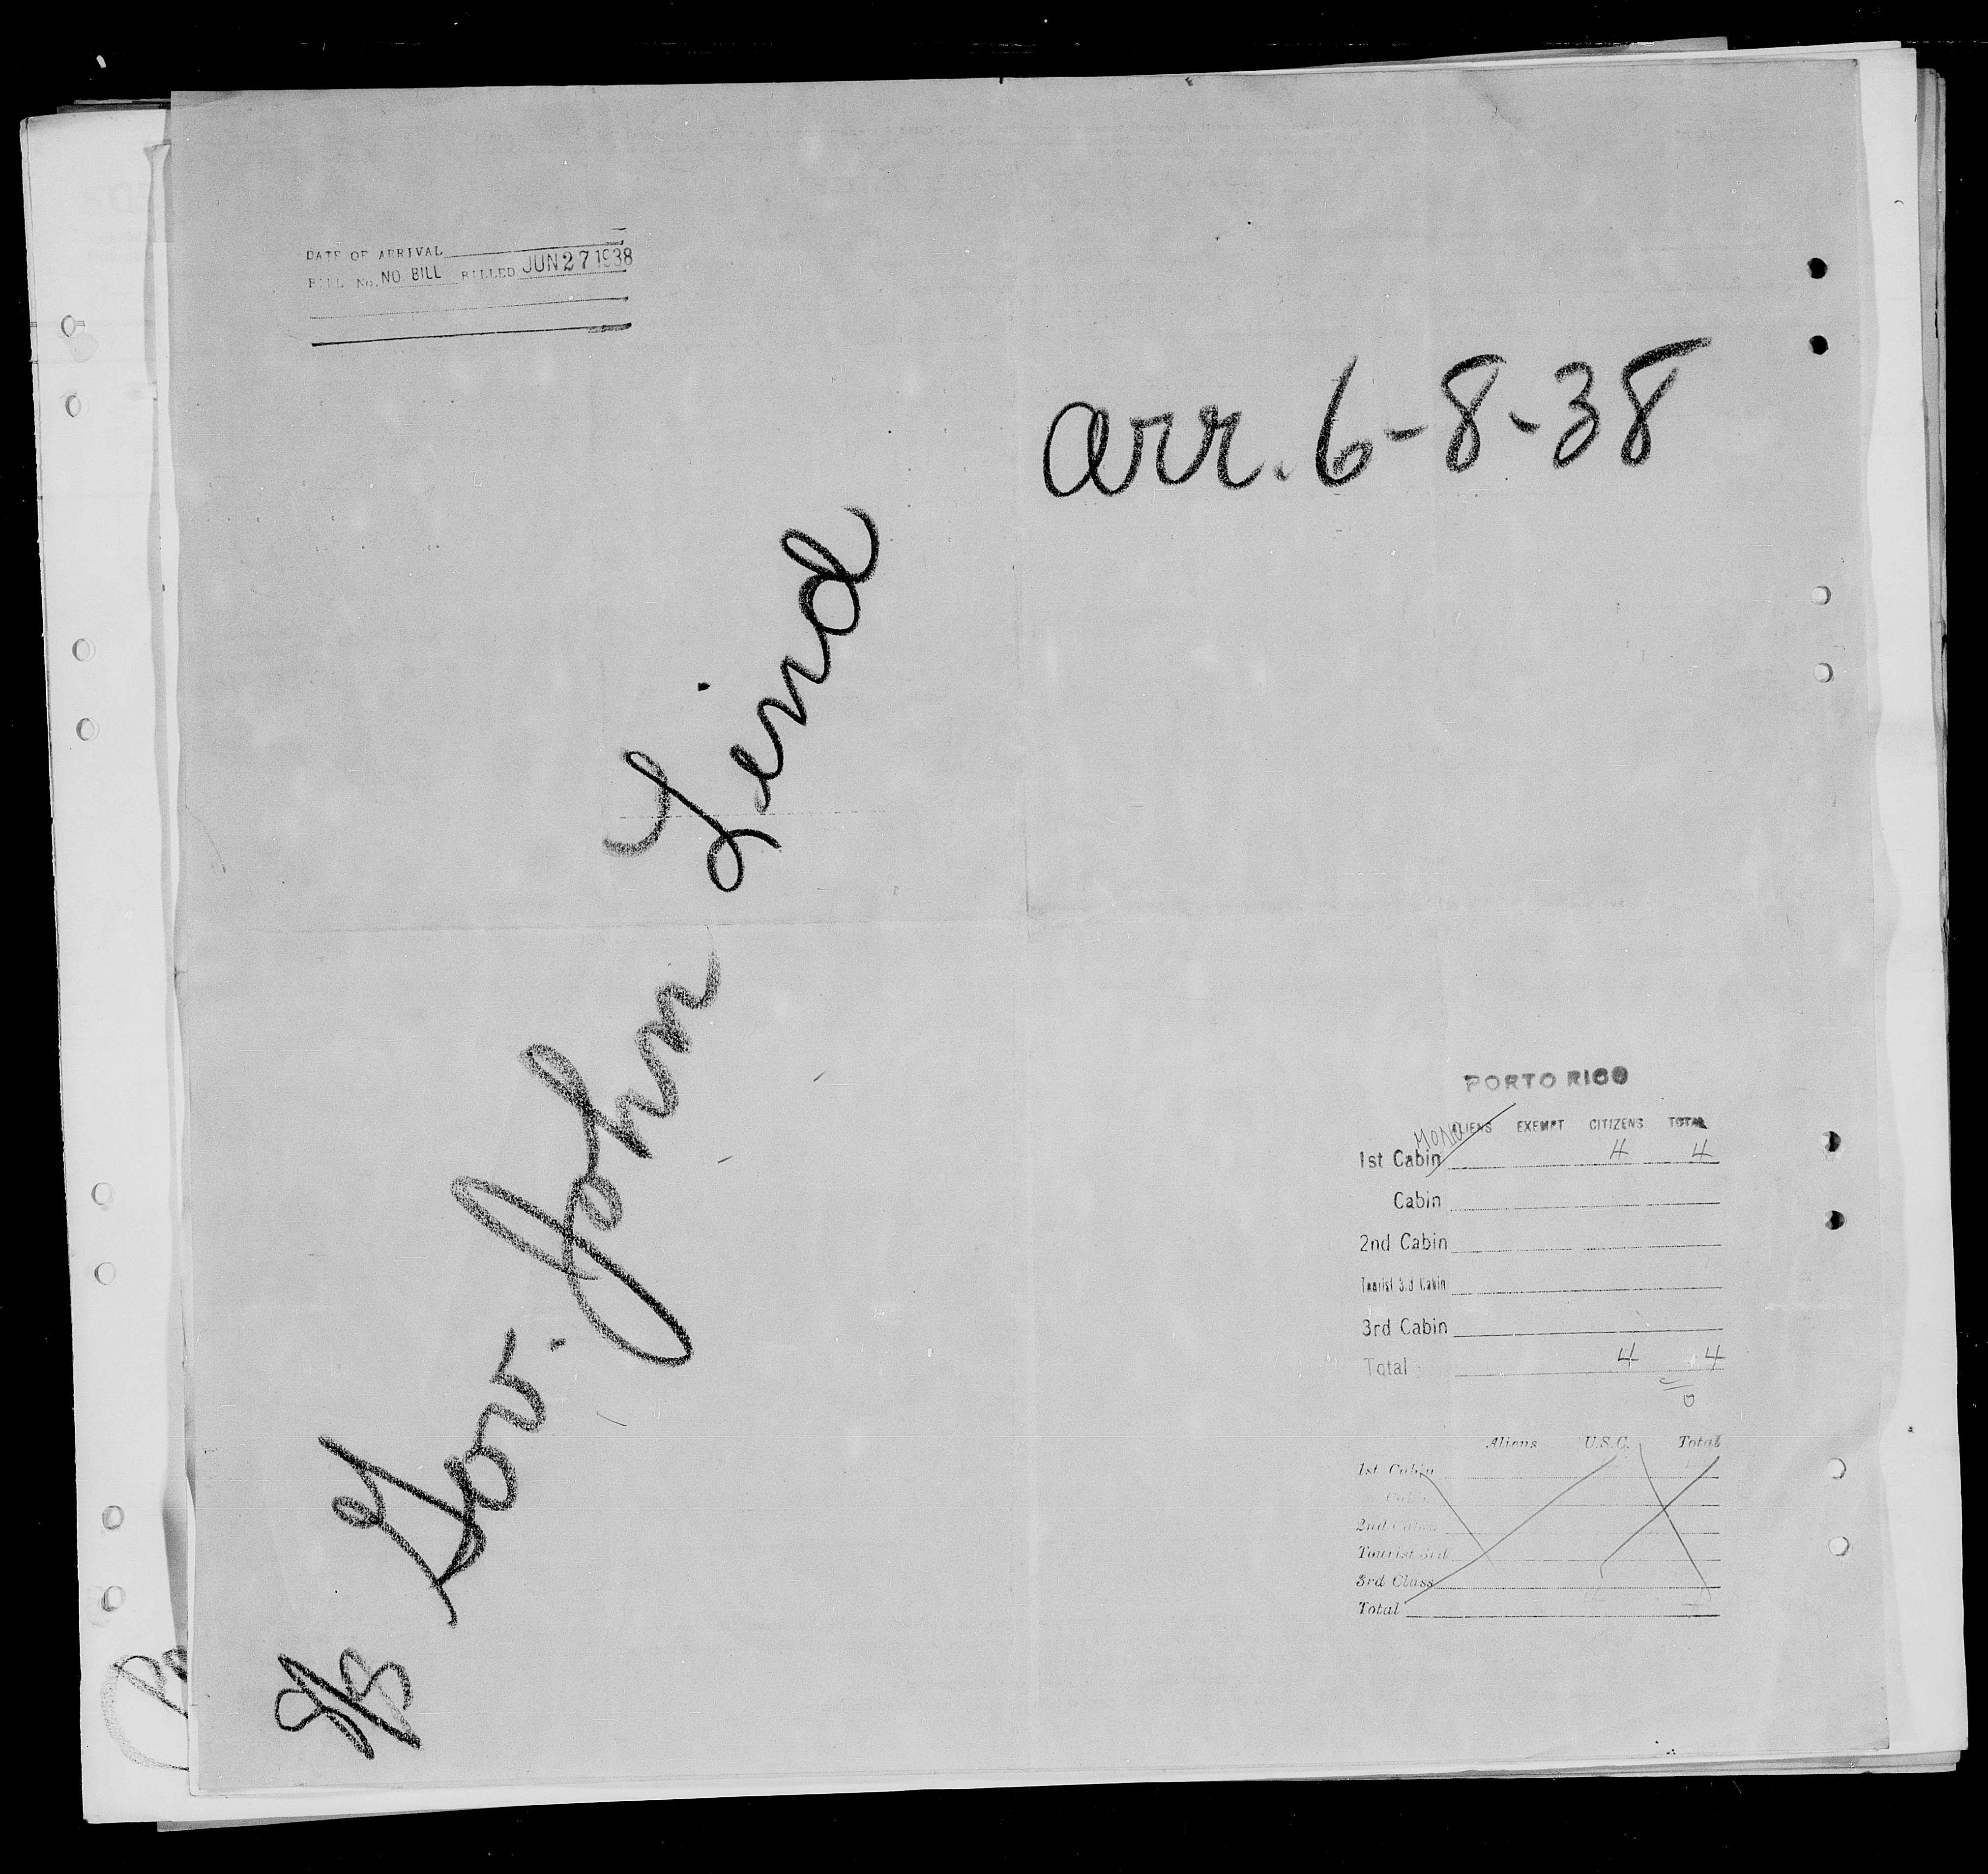 DATE OF ARRIVAL
BILL No. NO BILL BILLED JUN 27 1938
arr. 6-8-38
S/S Gov. John Lind
PORTO RICO
ALIENS EXEMPT CITIZENS TOTAL
1st Cabin 4 4
Cabin
2nd Cabin
Tourist 3rd Cabin
3rd Cabin
Total 4 4
Aliens U.S.C. Total
1st Cabin
Cabin
2nd Cabin
Tourist 3rd
3rd Class
Total